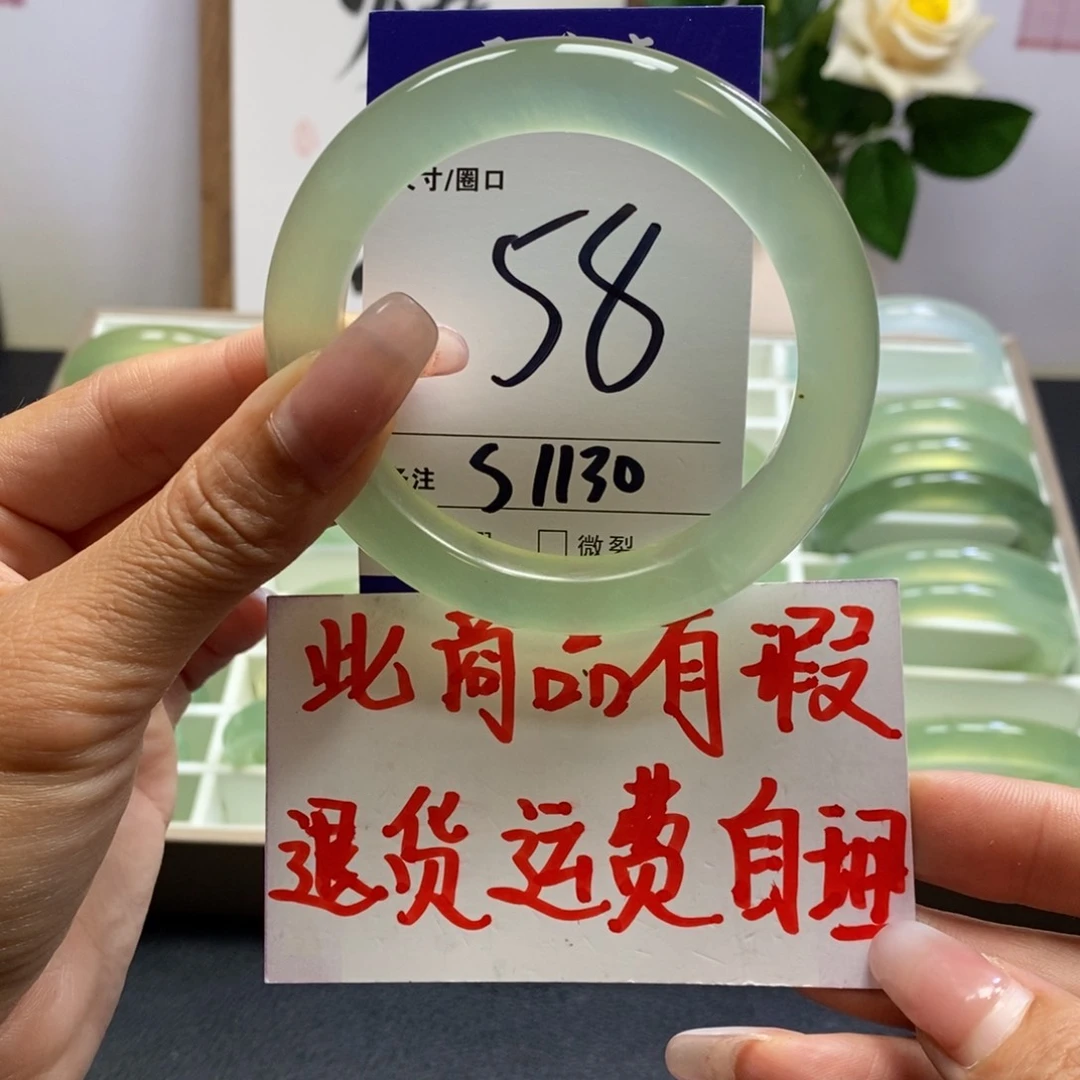 寸/圈口
58
注 S1130
微裂
此商品有瑕
退货运费自理